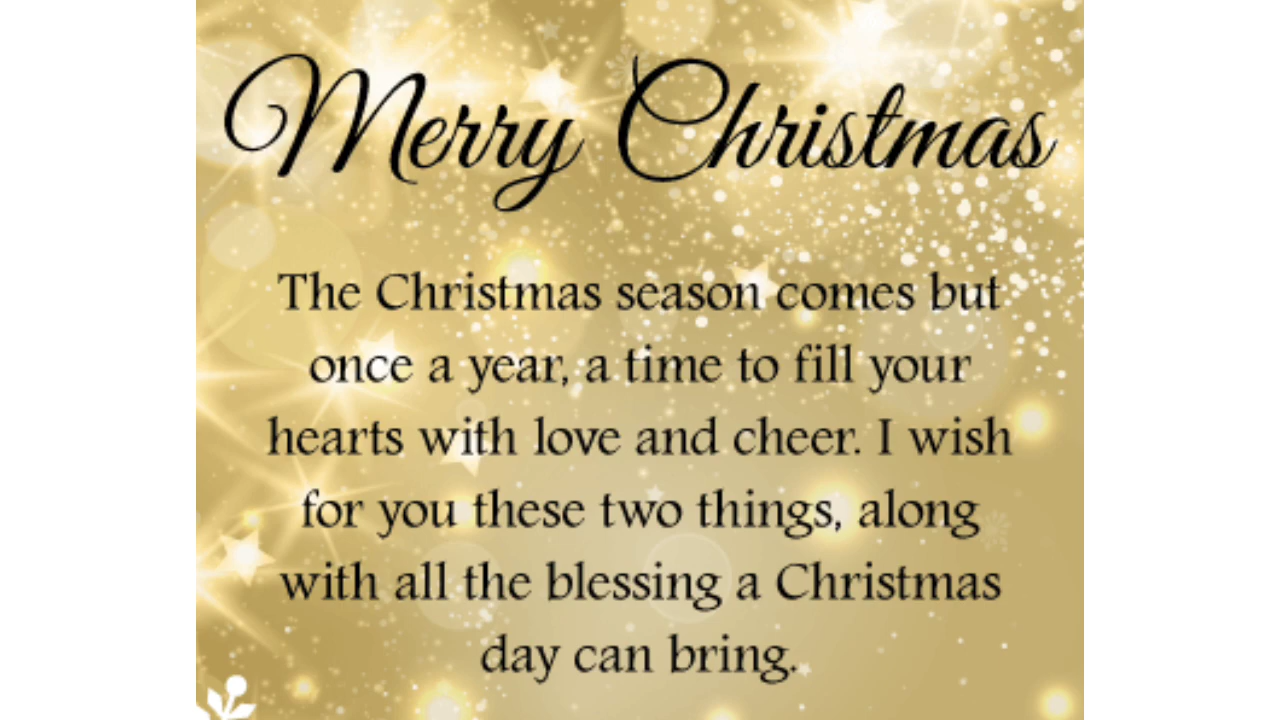 Merry Christmas
The Christmas season comes but
once a year, a time to fill your
hearts with love and cheer. I wish
for you these two things, along
with all the blessing a Christmas
day can bring.